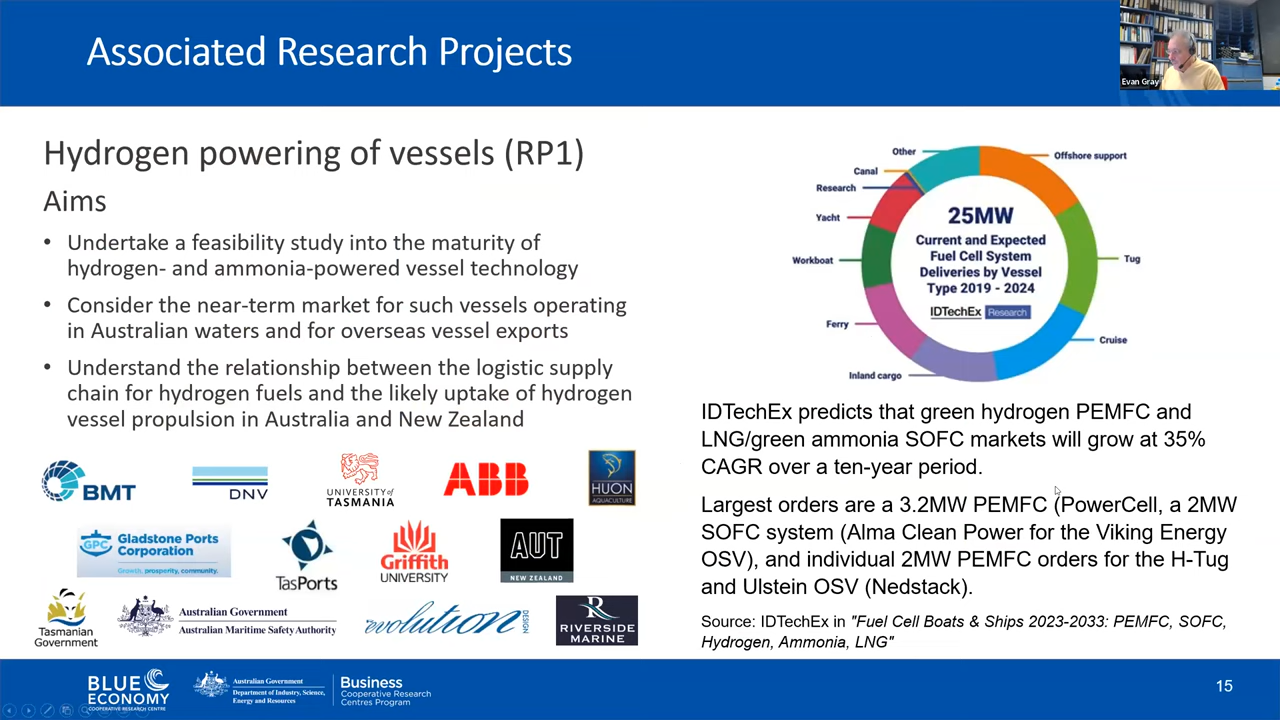 Associated Research Projects
Evan Gray
Hydrogen powering of vessels (RP1)
Aims
• Undertake a feasibility study into the maturity of
hydrogen- and ammonia-powered vessel technology
• Consider the near-term market for such vessels operating
in Australian waters and for overseas vessel exports
• Understand the relationship between the logistic supply
chain for hydrogen fuels and the likely uptake of hydrogen
vessel propulsion in Australia and New Zealand
BMT
DNV
UNIVERSITY of
TASMANIA
ABB
HUON
AQUACULTURE
GPC
Gladstone Ports
Corporation
Growth, prosperity, community.
TasPorts
Griffith
UNIVERSITY
AUT
NEW ZEALAND
Tasmanian
Government
Australian Government
Australian Maritime Safety Authority
evolution
DESIGN
R
RIVERSIDE
MARINE
Other
Offshore support
Canal
Research
Yacht
Workboat
Tug
Ferry
Cruise
Inland cargo
25MW
Current and Expected
Fuel Cell System
Deliveries by Vessel
Type 2019 - 2024
IDTechEx Research
IDTechEx predicts that green hydrogen PEMFC and
LNG/green ammonia SOFC markets will grow at 35%
CAGR over a ten-year period.
Largest orders are a 3.2MW PEMFC (PowerCell, a 2MW
SOFC system (Alma Clean Power for the Viking Energy
OSV), and individual 2MW PEMFC orders for the H-Tug
and Ulstein OSV (Nedstack).
Source: IDTechEx in "Fuel Cell Boats & Ships 2023-2033: PEMFC, SOFC,
Hydrogen, Ammonia, LNG"
BLUE
ECONOMY
COOPERATIVE RESEARCH CENTRE
Australian Government
Department of Industry, Science,
Energy and Resources
Business
Cooperative Research
Centres Program
15